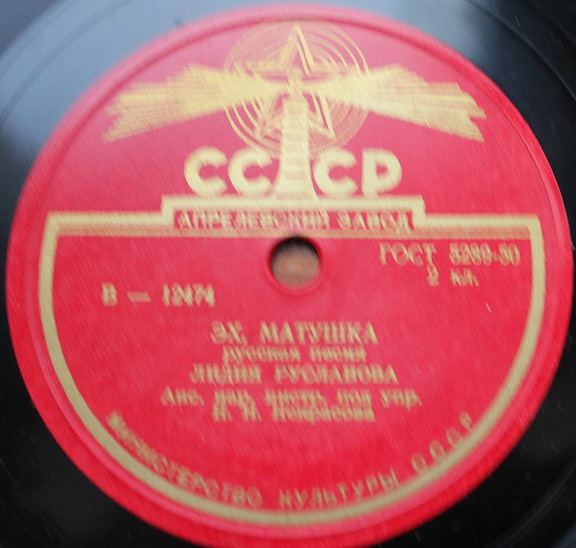 СССР
АПРЕЛЕВСКИЙ ЗАВОД
ГОСТ 5289-50
2 кл.
В — 12474
ЭХ, МАТУШКА
русская песня
ЛИДИЯ РУСЛАНОВА
Анс. нар. инстр. под упр.
Н. Н. Некрасова
МИНИСТЕРСТВО КУЛЬТУРЫ СССР